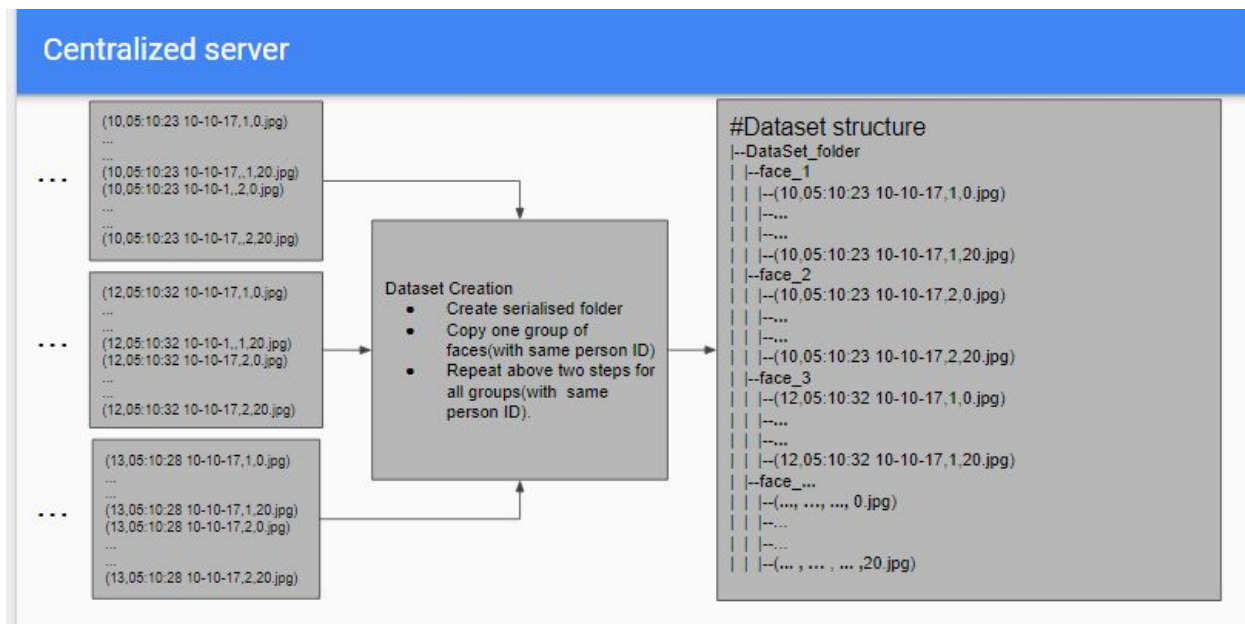 Centralized server
(10,05:10:23 10-10-17,1,0.jpg)
...
...
(10,05:10:23 10-10-17,,1,20.jpg)
(10,05:10:23 10-10-1,,2,0.jpg)
...
...
(10,05:10:23 10-10-17,,2,20.jpg)
...
(12,05:10:32 10-10-17,1,0.jpg)
...
...
(12,05:10:32 10-10-1,,1,20.jpg)
(12,05:10:32 10-10-17,2,0.jpg)
...
...
(12,05:10:32 10-10-17,2,20.jpg)
...
(13,05:10:28 10-10-17,1,0.jpg)
...
...
(13,05:10:28 10-10-17,1,20.jpg)
(13,05:10:28 10-10-17,2,0.jpg)
...
...
(13,05:10:28 10-10-17,2,20.jpg)
...
Dataset Creation
● Create serialised folder
● Copy one group of
faces(with same person ID)
● Repeat above two steps for
all groups(with same
person ID).
#Dataset structure
|--DataSet_folder
| |--face_1
| | |--(10,05:10:23 10-10-17,1,0.jpg)
| | |--...
| | |--...
| | |--(10,05:10:23 10-10-17,1,20.jpg)
| |--face_2
| | |--(10,05:10:23 10-10-17,2,0.jpg)
| | |--...
| | |--...
| | |--(10,05:10:23 10-10-17,2,20.jpg)
| |--face_3
| | |--(12,05:10:32 10-10-17,1,0.jpg)
| | |--...
| | |--...
| | |--(12,05:10:32 10-10-17,1,20.jpg)
| |--face_...
| | |--(..., ..., ..., 0.jpg)
| | |--...
| | |--...
| | |--(... , ... , ... ,20.jpg)